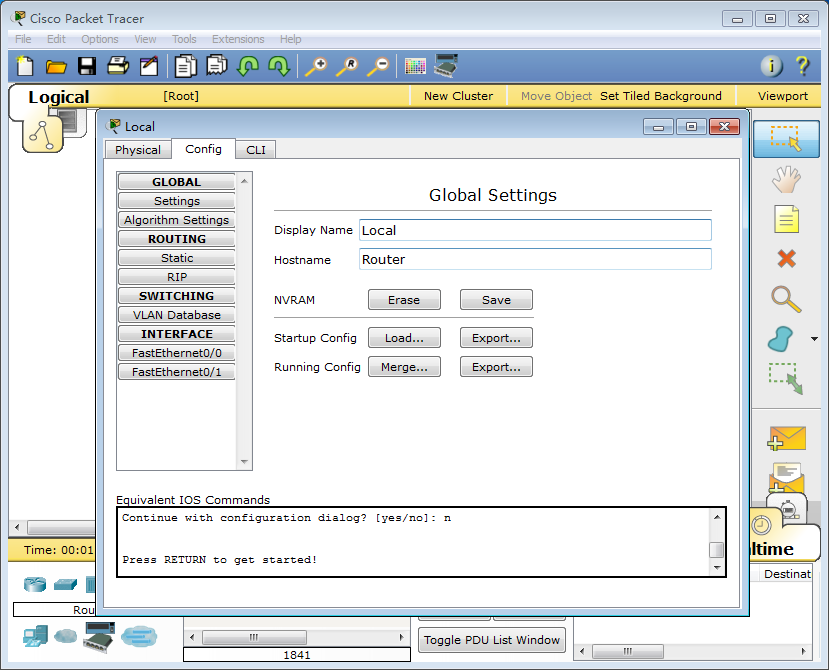 Cisco Packet Tracer
File Edit Options View Tools Extensions Help
R
i ?
Logical [Root] New Cluster Move Object Set Tiled Background Viewport
Local
Physical Config CLI
GLOBAL
Settings
Algorithm Settings
ROUTING
Static
RIP
SWITCHING
VLAN Database
INTERFACE
FastEthernet0/0
FastEthernet0/1
Global Settings
Display Name Local
Hostname Router
NVRAM Erase Save
Startup Config Load... Export...
Running Config Merge... Export...
Equivalent IOS Commands
Continue with configuration dialog? [yes/no]: n
Press RETURN to get started!
Time: 00:01
ltime
Destinat
Rou
Toggle PDU List Window
1841